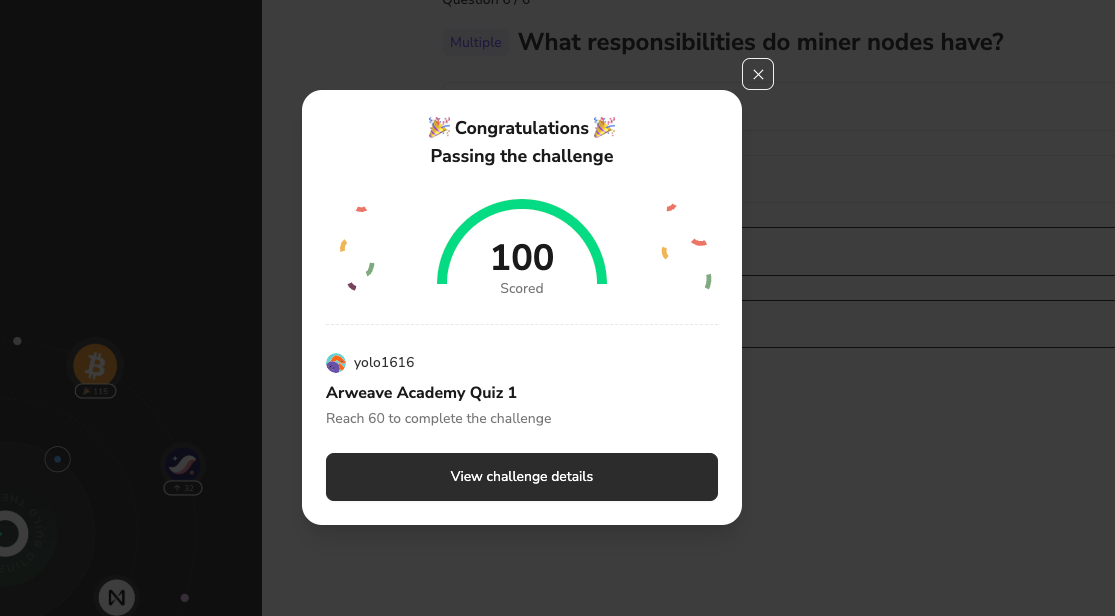 Question 6 / 6
Multiple What responsibilities do miner nodes have?
🎉 Congratulations 🎉
Passing the challenge
100
Scored
yolo1616
Arweave Academy Quiz 1
Reach 60 to complete the challenge
View challenge details
115
32